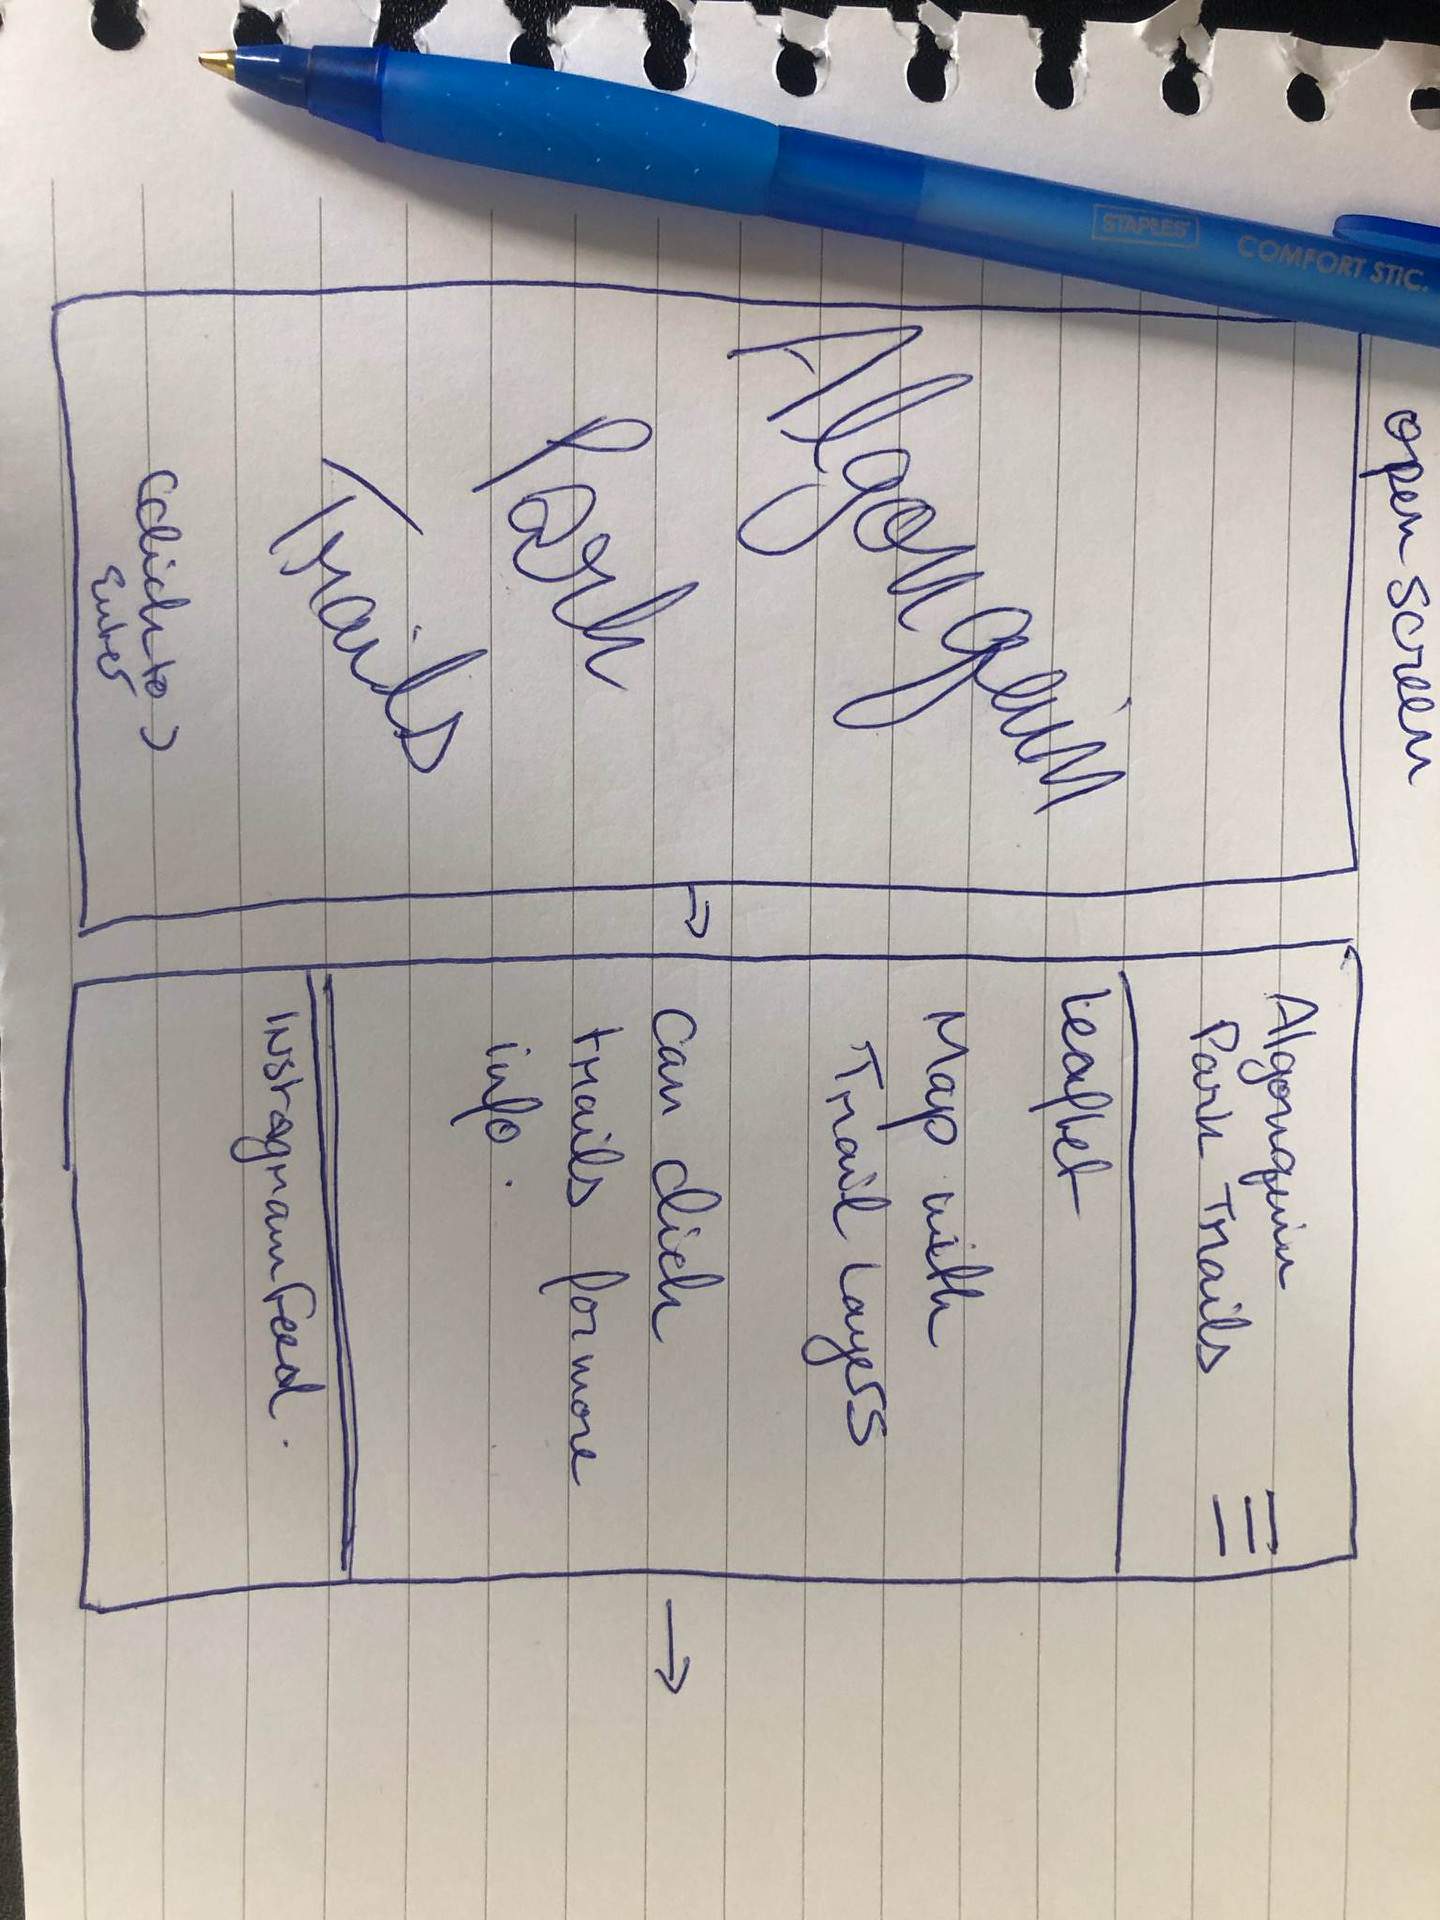 open screen
COMFORT STIC.
STAPLES
Algonquin
Park
Trails
(click to)
Enter
Algonquin
Park Trails
Leaflet
Map with
Trail Layers
can click
trails for more
info.
Instagram Feed.